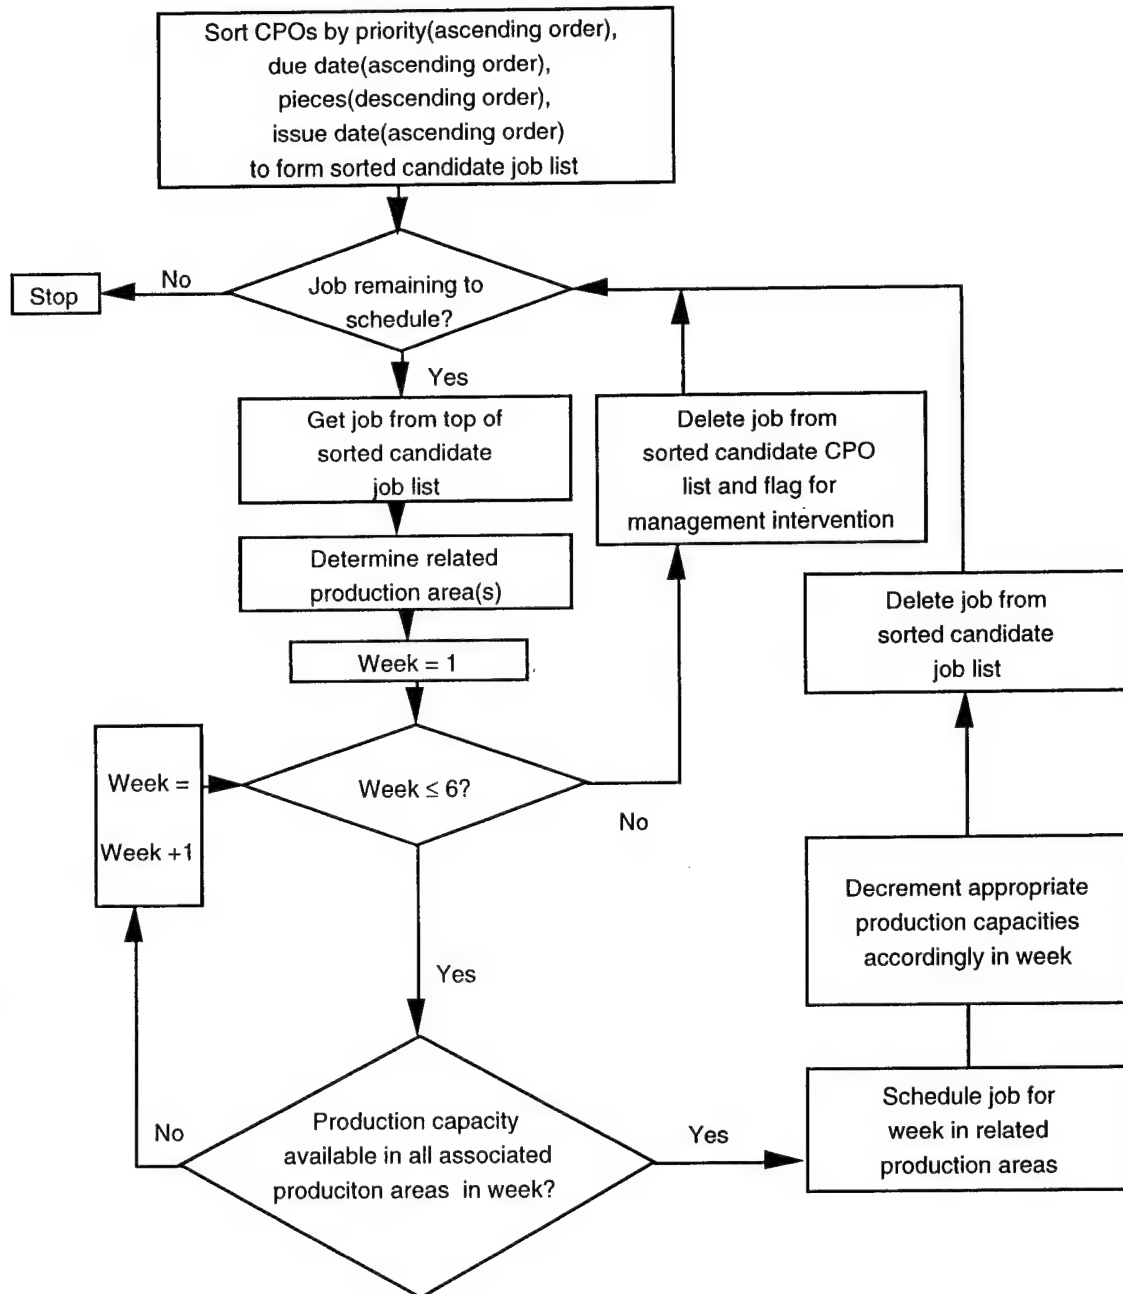 Sort CPOs by priority(ascending order),
due date(ascending order),
pieces(descending order),
issue date(ascending order)
to form sorted candidate job list
Job remaining to
schedule?
No
Stop
Yes
Get job from top of
sorted candidate
job list
Delete job from
sorted candidate CPO
list and flag for
management intervention
Determine related
production area(s)
Week = 1
Delete job from
sorted candidate
job list
Week =
Week +1
Week ≤ 6?
No
Yes
Decrement appropriate
production capacities
accordingly in week
Production capacity
available in all associated
produciton areas in week?
No
Yes
Schedule job for
week in related
production areas